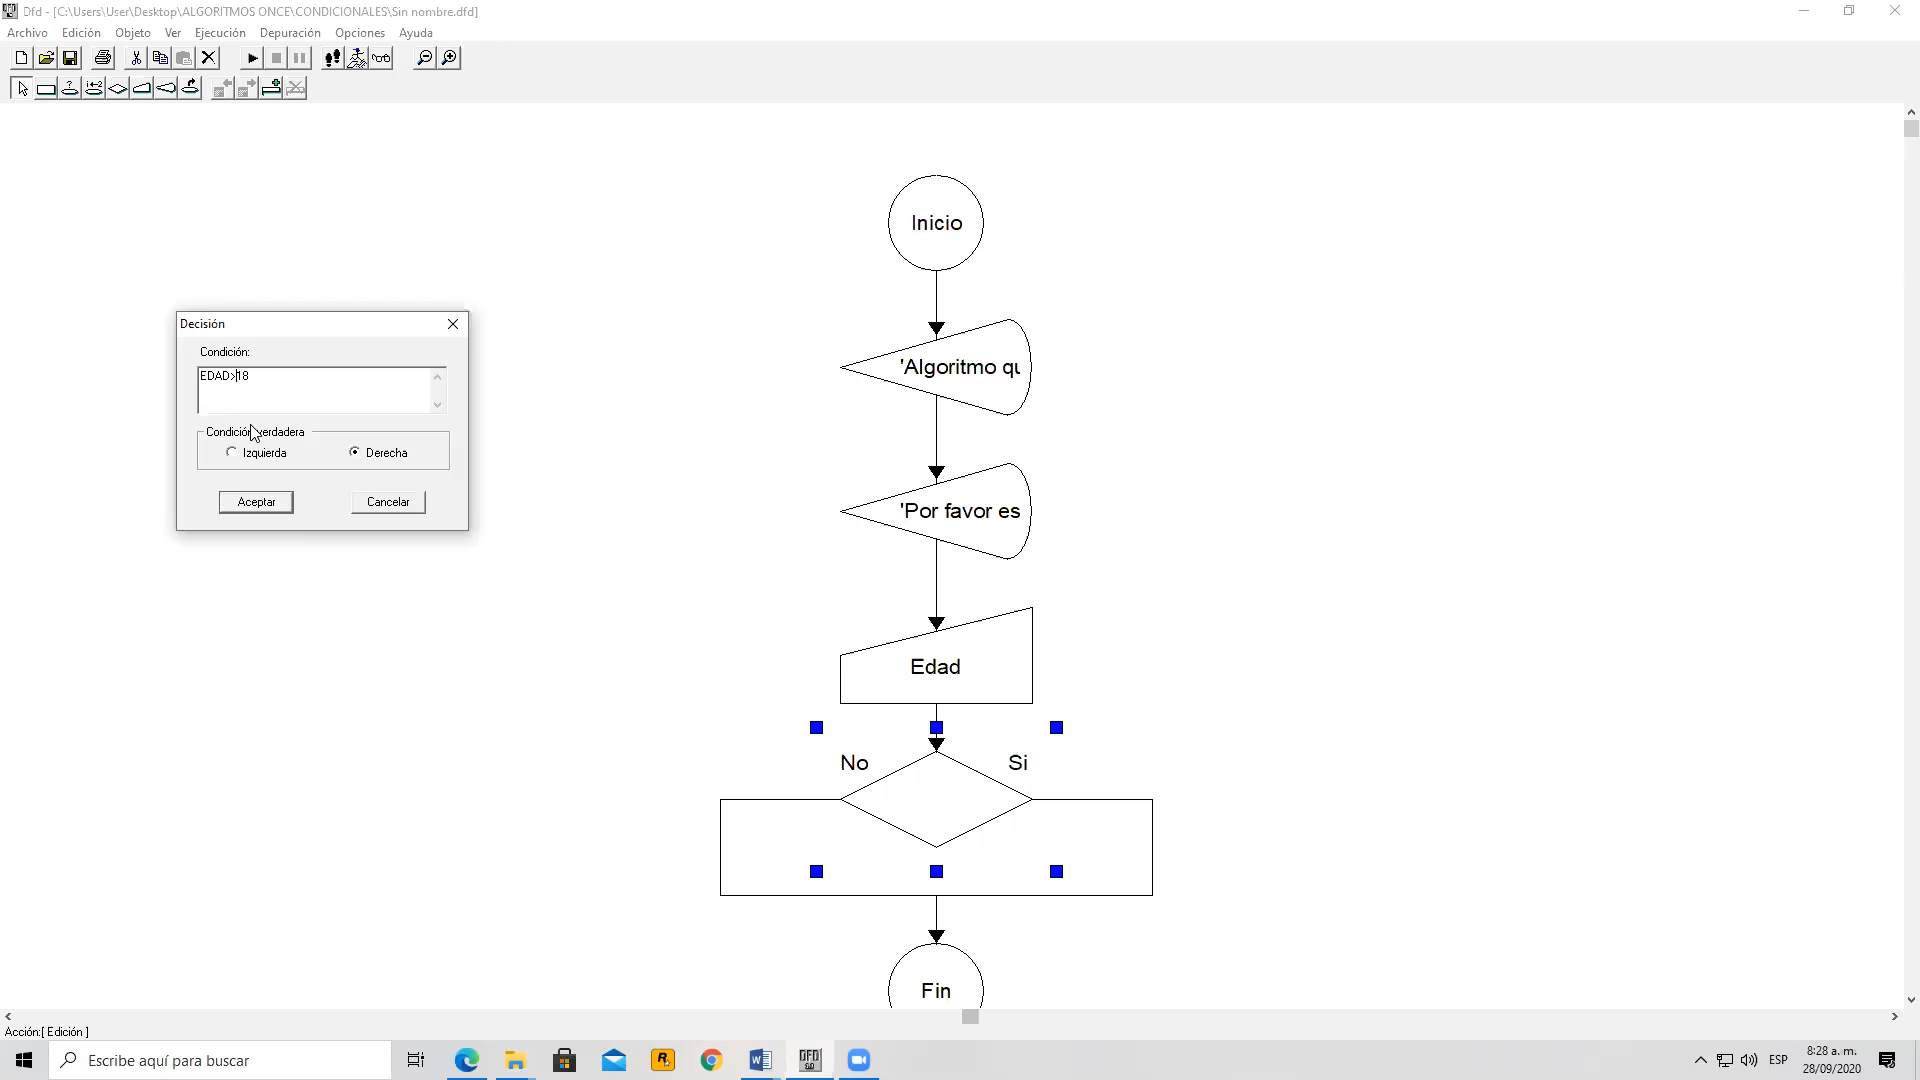 Dfd - [C:\Users\User\Desktop\ALGORITMOS ONCE\CONDICIONALES\Sin nombre.dfd]
Archivo Edición Objeto Ver Ejecución Depuración Opciones Ayuda
Inicio
'Algoritmo qu
'Por favor es
Edad
No Si
Fin
Decisión
Condición:
EDAD>18
Condición verdadera
Izquierda Derecha
Aceptar Cancelar
Acción:[ Edición ]
Escribe aquí para buscar
ESP
8:28 a. m.
28/09/2020